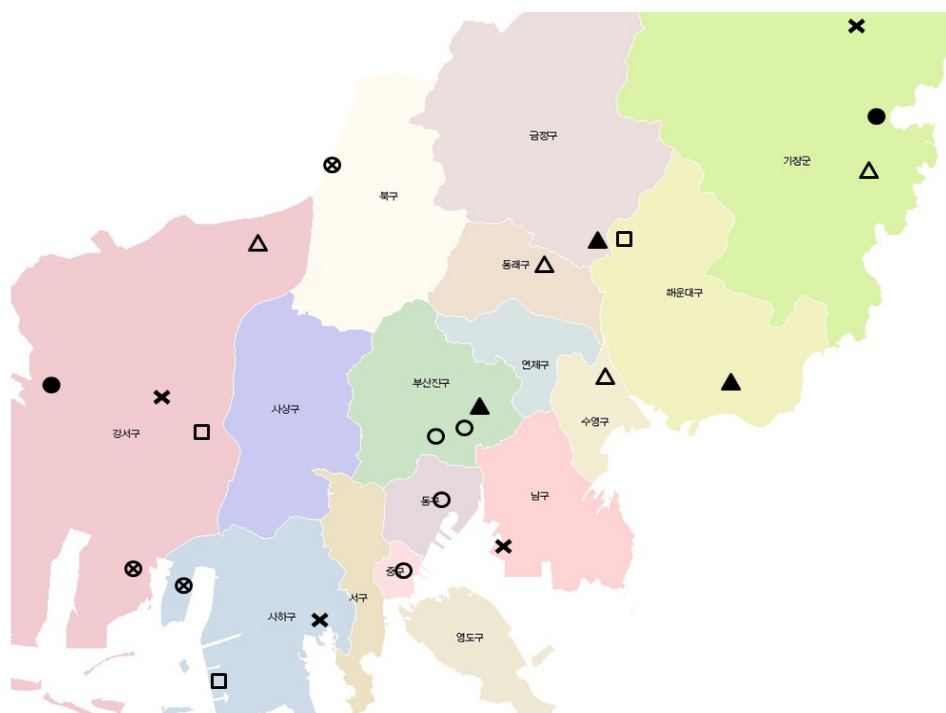 금정구
기장군
북구
동래구
해운대구
연제구
부산진구
사상구
수영구
강서구
남구
동구
중구
서구
사하구
영도구